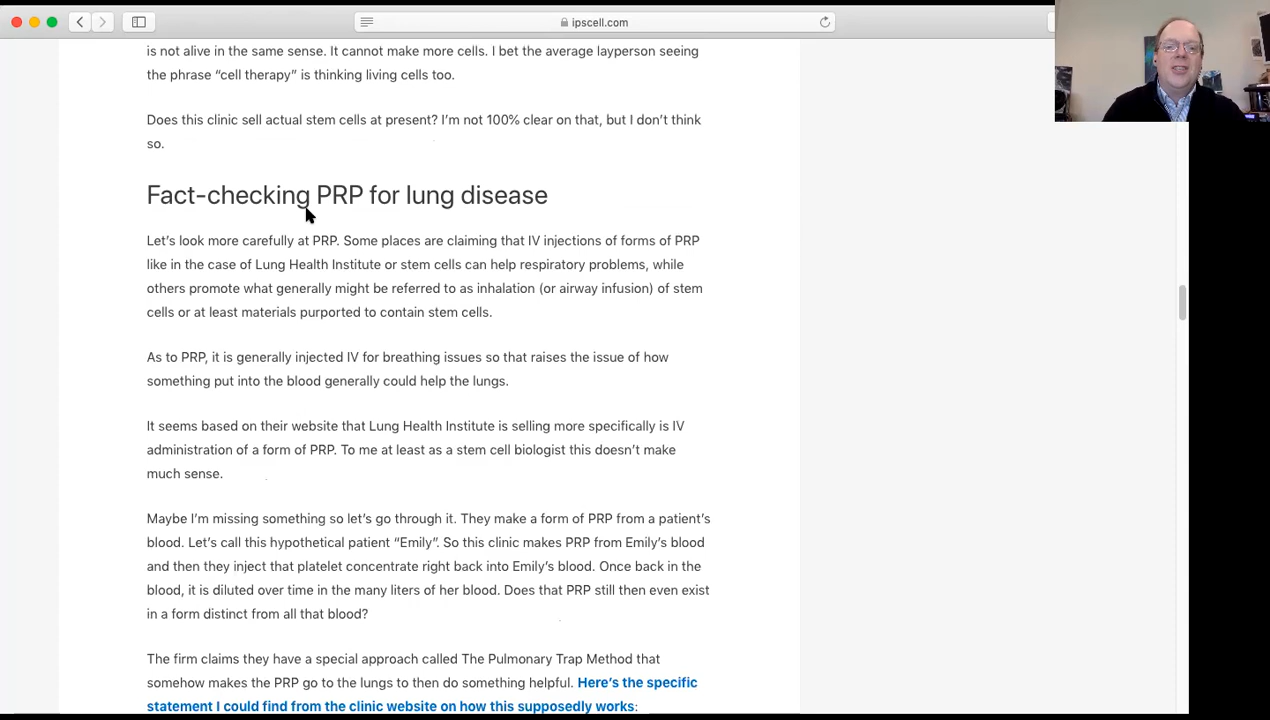 ipscell.com
is not alive in the same sense. It cannot make more cells. I bet the average layperson seeing
the phrase “cell therapy” is thinking living cells too.
Does this clinic sell actual stem cells at present? I’m not 100% clear on that, but I don’t think
so.
Fact-checking PRP for lung disease
Let’s look more carefully at PRP. Some places are claiming that IV injections of forms of PRP
like in the case of Lung Health Institute or stem cells can help respiratory problems, while
others promote what generally might be referred to as inhalation (or airway infusion) of stem
cells or at least materials purported to contain stem cells.
As to PRP, it is generally injected IV for breathing issues so that raises the issue of how
something put into the blood generally could help the lungs.
It seems based on their website that Lung Health Institute is selling more specifically is IV
administration of a form of PRP. To me at least as a stem cell biologist this doesn’t make
much sense.
Maybe I’m missing something so let’s go through it. They make a form of PRP from a patient’s
blood. Let’s call this hypothetical patient “Emily”. So this clinic makes PRP from Emily’s blood
and then they inject that platelet concentrate right back into Emily’s blood. Once back in the
blood, it is diluted over time in the many liters of her blood. Does that PRP still then even exist
in a form distinct from all that blood?
The firm claims they have a special approach called The Pulmonary Trap Method that
somehow makes the PRP go to the lungs to then do something helpful. Here’s the specific
statement I could find from the clinic website on how this supposedly works: